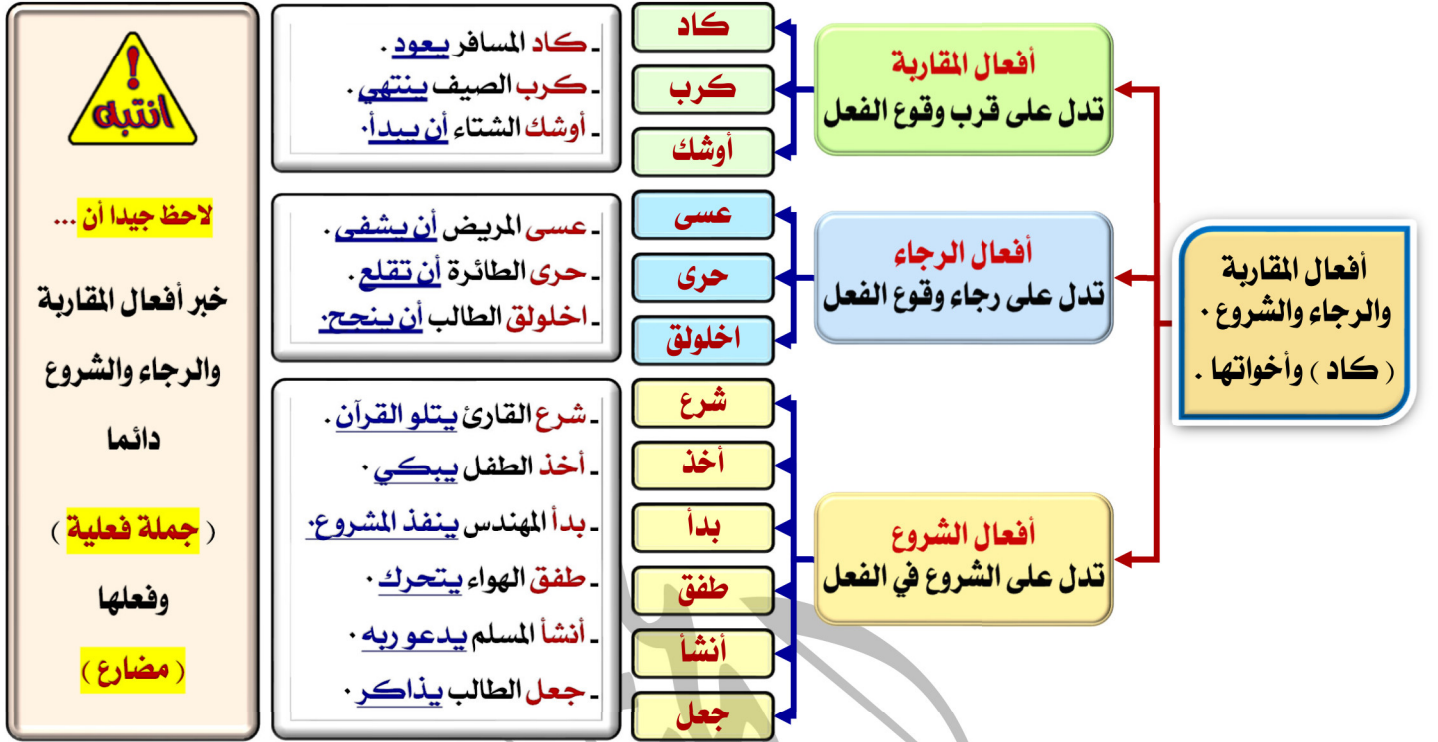 أفعال المقاربة
والرجاء والشروع .
( كاد ) وأخواتها .
أفعال المقاربة
تدل على قرب وقوع الفعل
كاد
كرب
أوشك
ـ كاد المسافر يعود .
ـ كرب الصيف ينتهي .
ـ أوشك الشتاء أن يبدأ.
أفعال الرجاء
تدل على رجاء وقوع الفعل
عسى
حرى
اخلولق
ـ عسى المريض أن يشفى .
ـ حرى الطائرة أن تقلع .
ـ اخلولق الطالب أن ينجح.
أفعال الشروع
تدل على الشروع في الفعل
شرع
أخذ
بدأ
طفق
أنشأ
جعل
ـ شرع القارئ يتلو القرآن .
ـ أخذ الطفل يبكي .
ـ بدأ المهندس ينفذ المشروع.
ـ طفق الهواء يتحرك .
ـ أنشأ المسلم يدعو ربه .
ـ جعل الطالب يذاكر .
!
انتبه
لاحظ جيدا أن ...
خبر أفعال المقاربة
والرجاء والشروع
دائما
( جملة فعلية )
وفعلها
( مضارع )